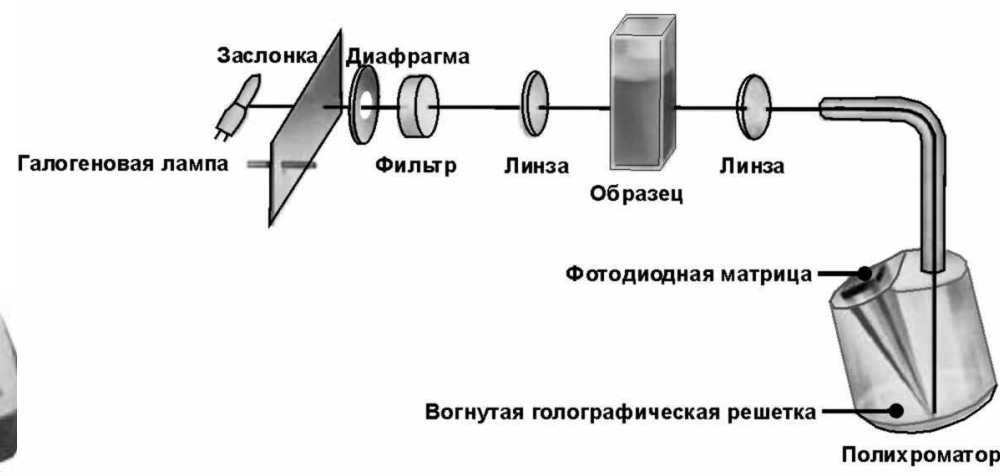 Заслонка
Диафрагма
Галогеновая лампа
Фильтр
Линза
Образец
Линза
Фотодиодная матрица
Вогнутая голографическая решетка
Полихроматор